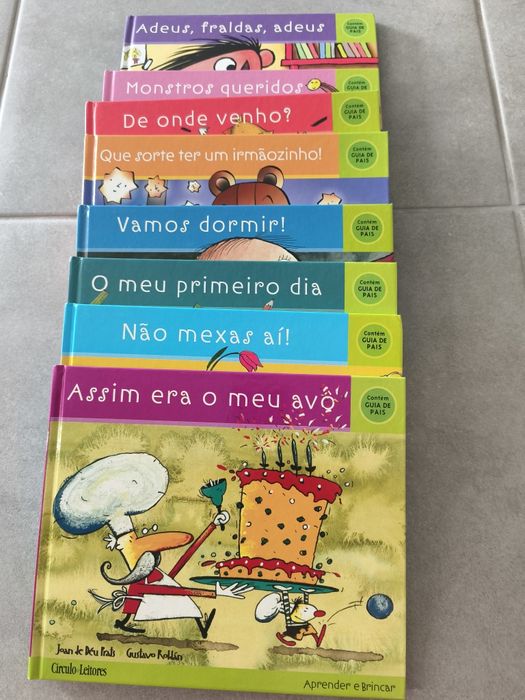 Adeus, fraldas, adeus
Contém
GUIA DE
PAIS
Monstros queridos
Contém
GUIA DE
De onde venho?
Contém
GUIA DE
PAIS
Que sorte ter um irmãozinho!
Contém
GUIA DE
PAIS
Vamos dormir!
Contém
GUIA DE
PAIS
O meu primeiro dia
Contém
GUIA DE
PAIS
Não mexas aí!
Contém
GUIA DE
PAIS
Assim era o meu avô
Contém
GUIA DE
PAIS
Joan de Déu Prats Gustavo Roldán
Círculo de Leitores
Aprender e Brincar